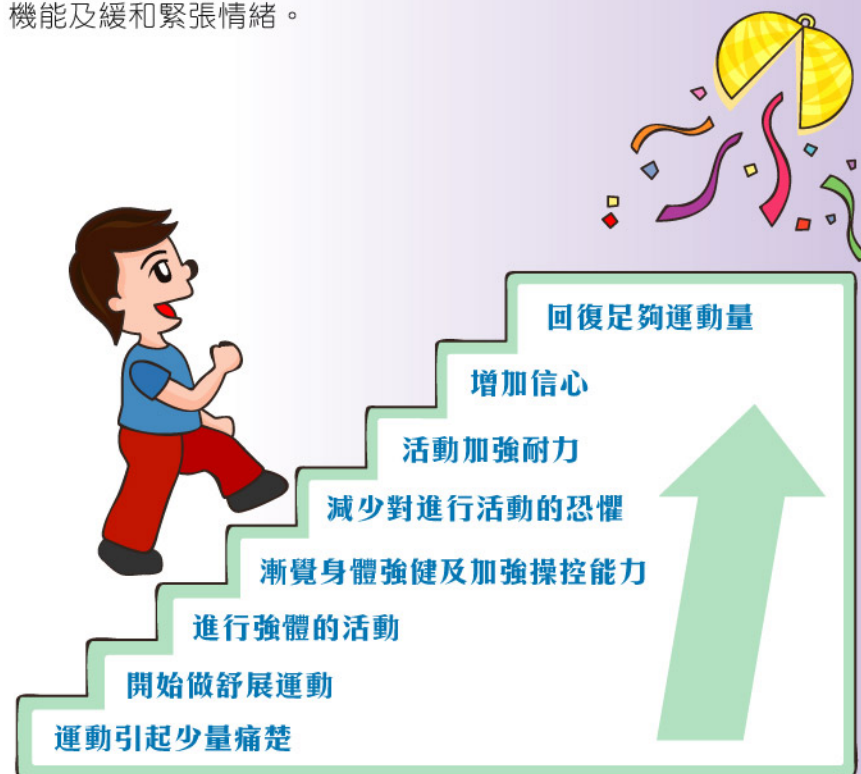 機能及緩和緊張情緒。
回復足夠運動量
增加信心
活動加強耐力
減少對進行活動的恐懼
漸覺身體強健及加強操控能力
進行強體的活動
開始做舒展運動
運動引起少量痛楚